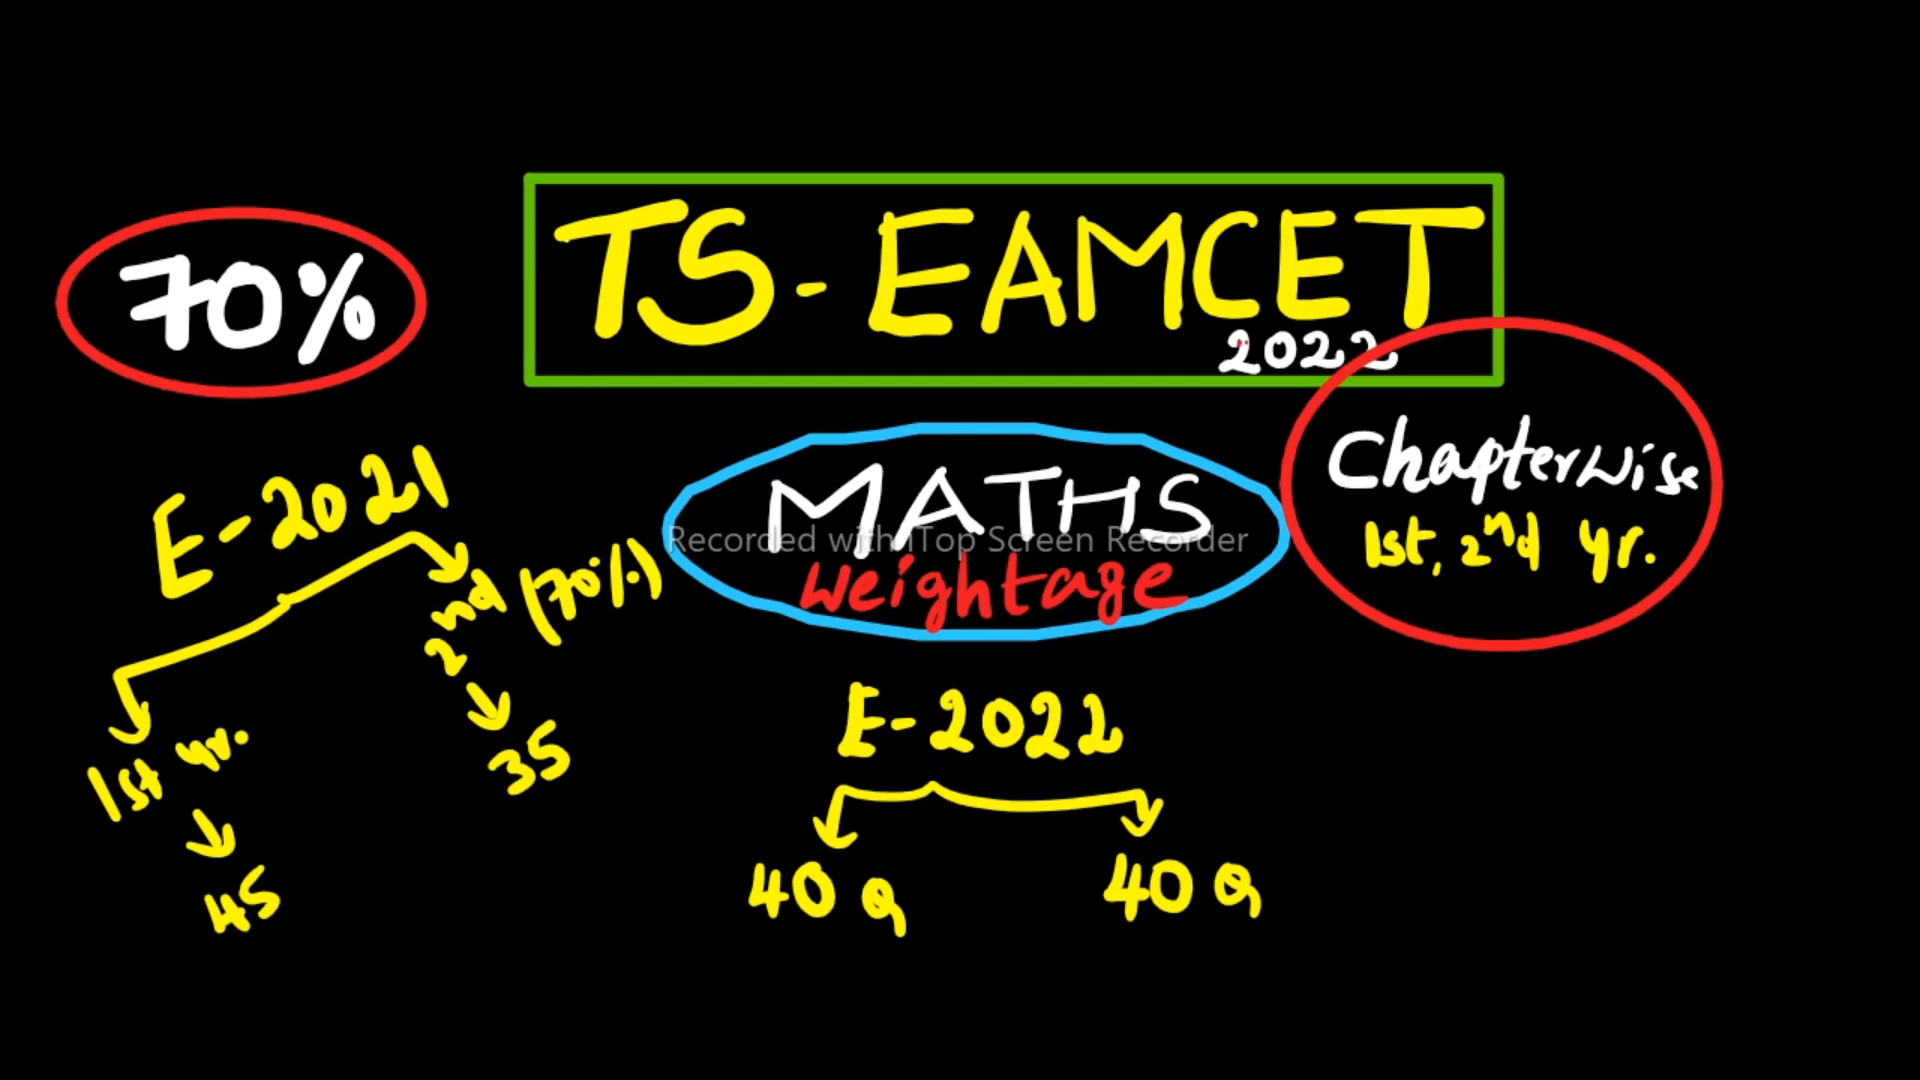 TS-EAMCET
2022
70%
Chapterwise
1st, 2nd yr.
MATHS
Weightage
Recorded with iTop Screen Recorder
E-2021
2nd (70%)
35
1st yr.
45
E-2022
40 Q
40 Q